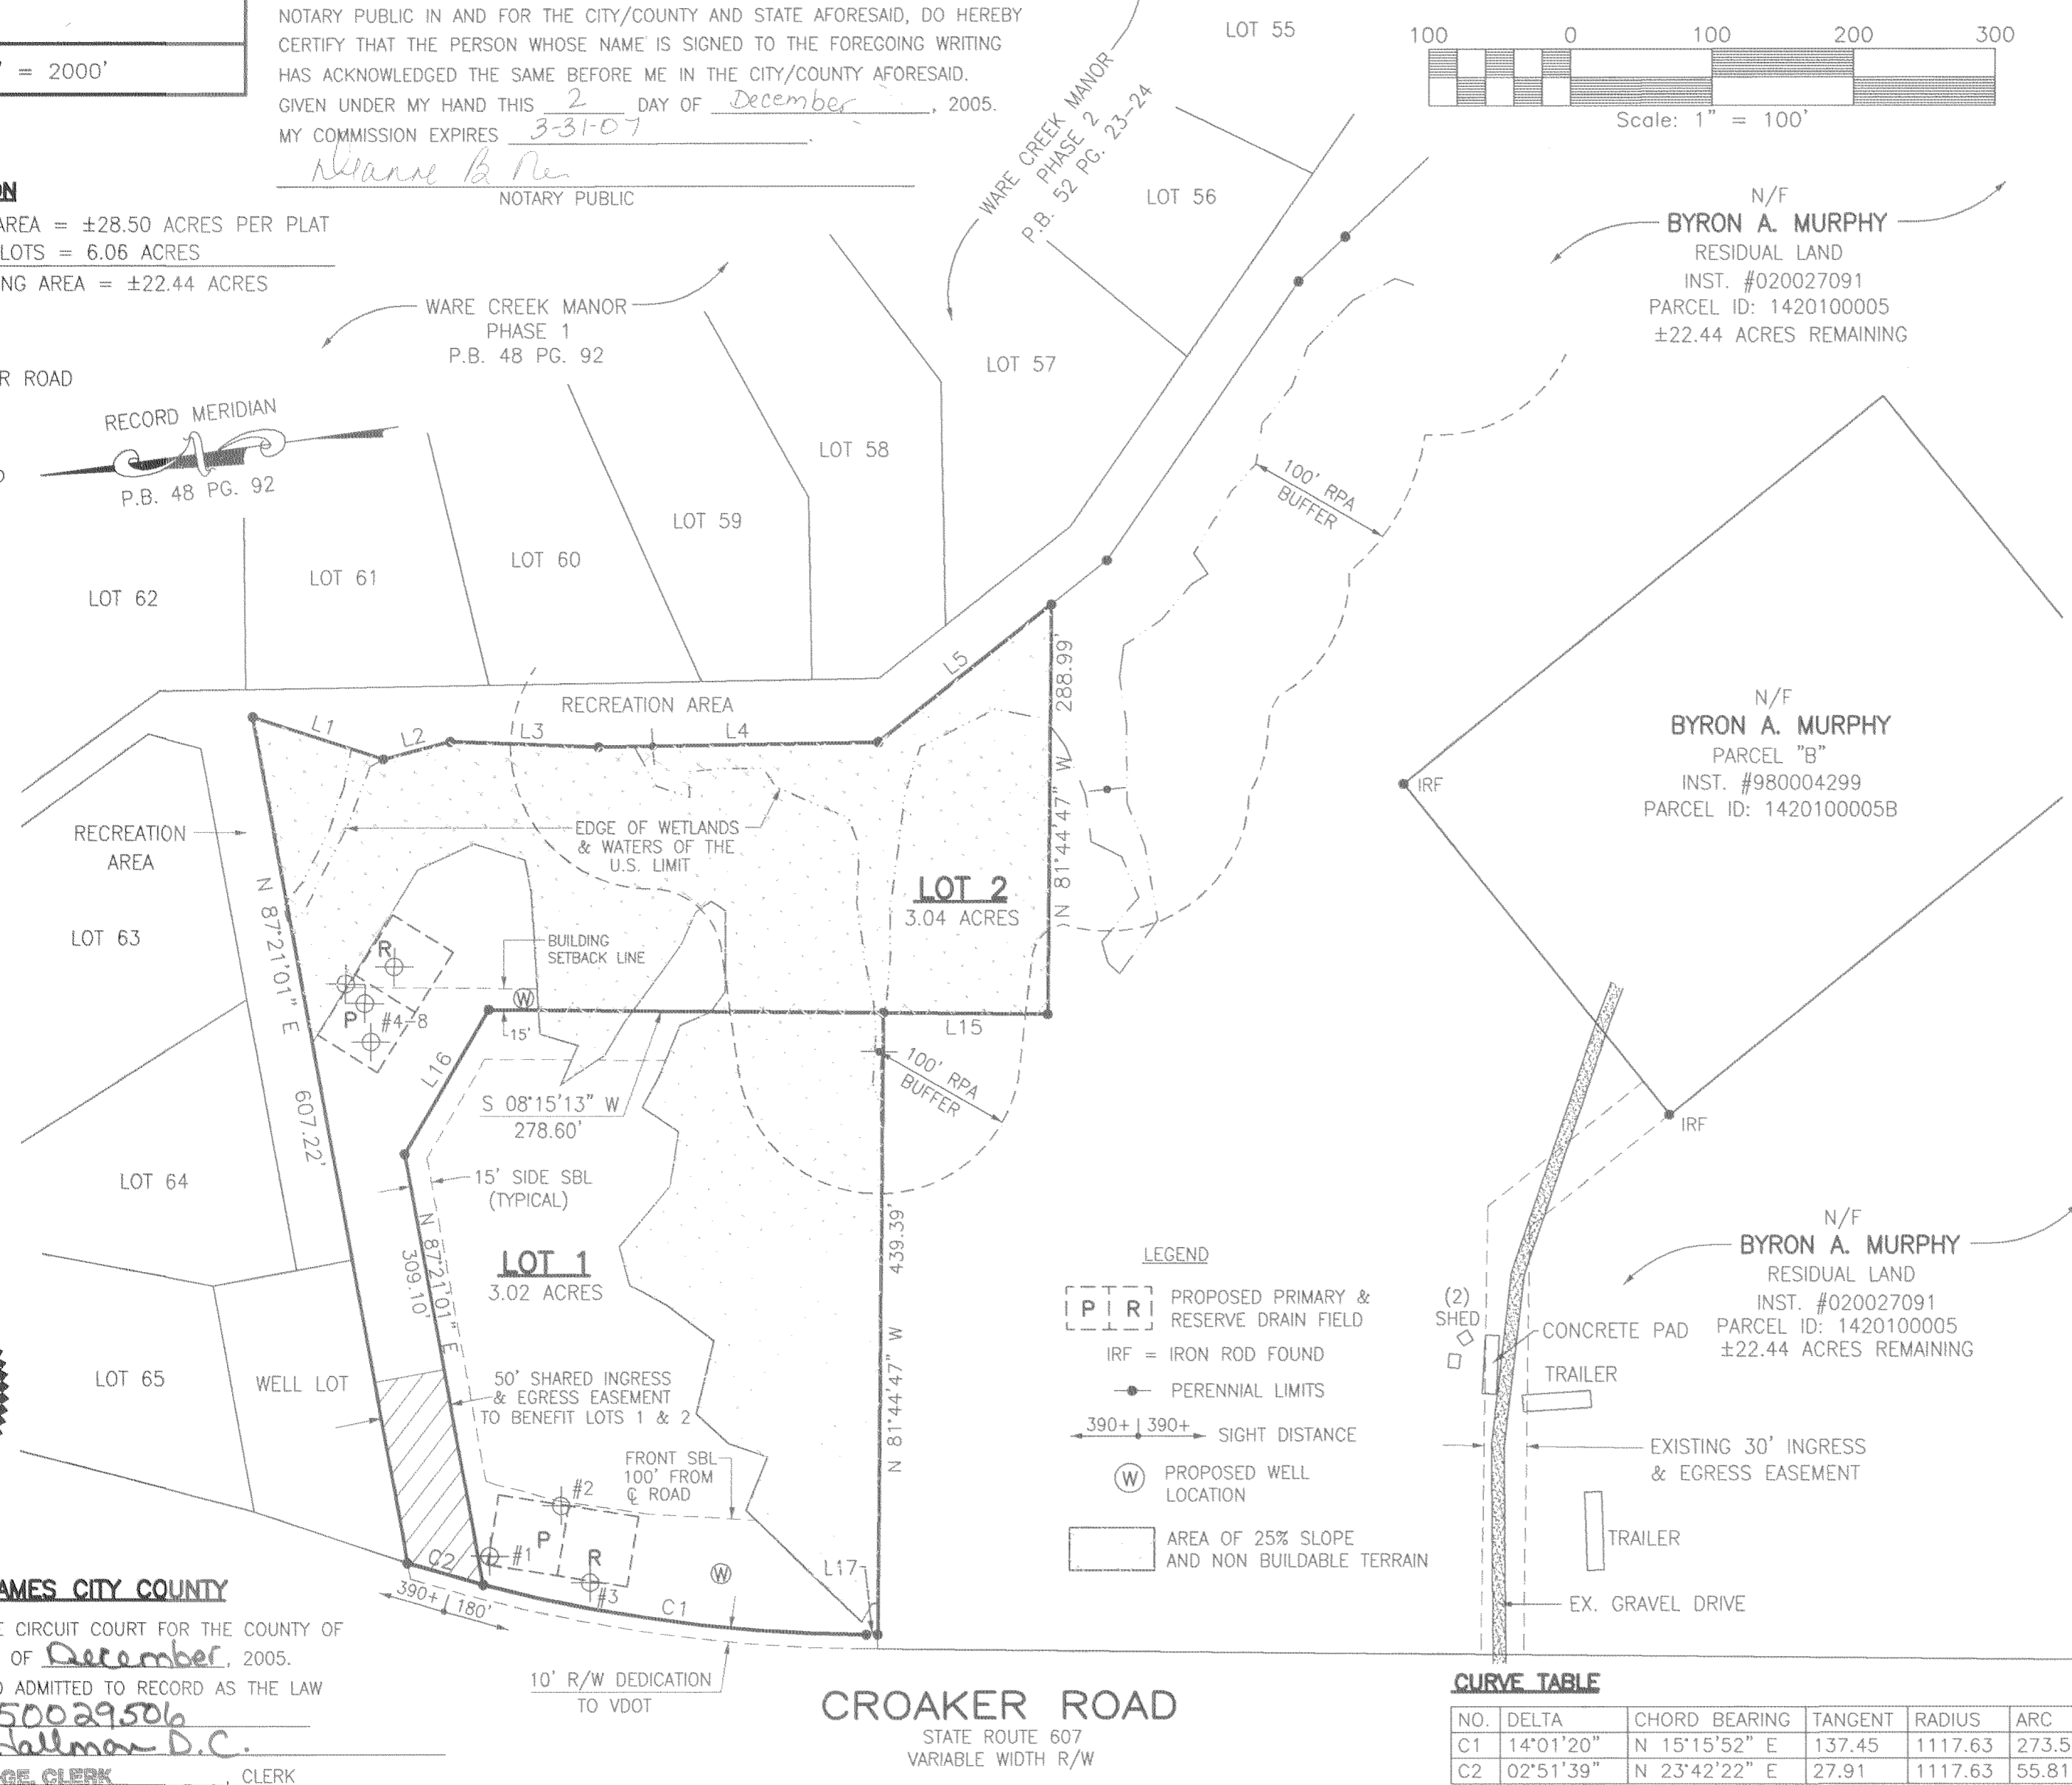 ' = 2000'
NOTARY PUBLIC IN AND FOR THE CITY/COUNTY AND STATE AFORESAID, DO HEREBY
CERTIFY THAT THE PERSON WHOSE NAME IS SIGNED TO THE FOREGOING WRITING
HAS ACKNOWLEDGED THE SAME BEFORE ME IN THE CITY/COUNTY AFORESAID.
GIVEN UNDER MY HAND THIS 2 DAY OF December, 2005.
MY COMMISSION EXPIRES 3-31-07.
NOTARY PUBLIC
ON
AREA = ±28.50 ACRES PER PLAT
LOTS = 6.06 ACRES
NG AREA = ±22.44 ACRES
R ROAD
RECORD MERIDIAN
N
P.B. 48 PG. 92
WARE CREEK MANOR
PHASE 1
P.B. 48 PG. 92
WARE CREEK MANOR
PHASE 2
P.B. 52 PG. 23-24
LOT 55
LOT 56
LOT 57
LOT 58
LOT 59
LOT 60
LOT 61
LOT 62
100 0 100 200 300
Scale: 1" = 100'
N/F
BYRON A. MURPHY
RESIDUAL LAND
INST. #020027091
PARCEL ID: 1420100005
±22.44 ACRES REMAINING
100' RPA
BUFFER
N/F
BYRON A. MURPHY
PARCEL "B"
INST. #980004299
PARCEL ID: 1420100005B
IRF
IRF
RECREATION AREA
L1
L2
L3
L4
L5
288.99'
N 81°44'47" W
RECREATION
AREA
EDGE OF WETLANDS
& WATERS OF THE
U.S. LIMIT
LOT 2
3.04 ACRES
LOT 63
N 87°21'01" E
607.22'
BUILDING
SETBACK LINE
R
P
#4-8
W
15'
L15
L16
100' RPA
BUFFER
S 08°15'13" W
278.60'
15' SIDE SBL
(TYPICAL)
LOT 64
N 87°21'01" E
309.10'
LOT 1
3.02 ACRES
439.39'
N 81°44'47" W
LOT 65
WELL LOT
50' SHARED INGRESS
& EGRESS EASEMENT
TO BENEFIT LOTS 1 & 2
FRONT SBL
100' FROM
℄ ROAD
#2
P
#1
R
#3
W
L17
C2
C1
390+ 180'
10' R/W DEDICATION
TO VDOT
LEGEND
P R PROPOSED PRIMARY &
RESERVE DRAIN FIELD
IRF = IRON ROD FOUND
PERENNIAL LIMITS
390+ 390+ SIGHT DISTANCE
W PROPOSED WELL
LOCATION
AREA OF 25% SLOPE
AND NON BUILDABLE TERRAIN
N/F
BYRON A. MURPHY
RESIDUAL LAND
INST. #020027091
PARCEL ID: 1420100005
±22.44 ACRES REMAINING
(2)
SHED
CONCRETE PAD
TRAILER
EXISTING 30' INGRESS
& EGRESS EASEMENT
TRAILER
EX. GRAVEL DRIVE
AMES CITY COUNTY
E CIRCUIT COURT FOR THE COUNTY OF
OF December, 2005.
D ADMITTED TO RECORD AS THE LAW
50029506
Hallman D.C.
GE, CLERK, CLERK
CROAKER ROAD
STATE ROUTE 607
VARIABLE WIDTH R/W
CURVE TABLE
NO. DELTA CHORD BEARING TANGENT RADIUS ARC
C1 14°01'20" N 15°15'52" E 137.45 1117.63 273.5
C2 02°51'39" N 23°42'22" E 27.91 1117.63 55.81